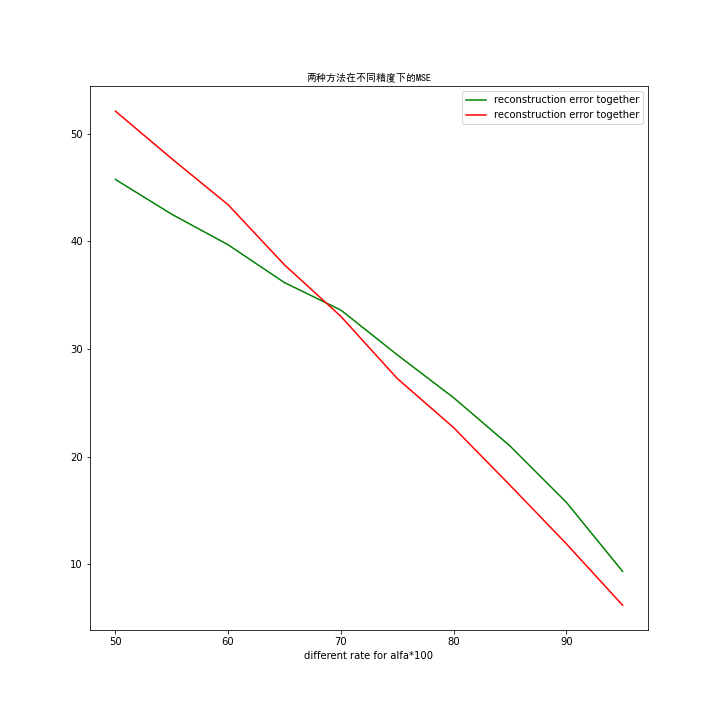 两种方法在不同精度下的MSE
reconstruction error together
reconstruction error together
50
40
30
20
10
50
60
70
80
90
different rate for alfa*100